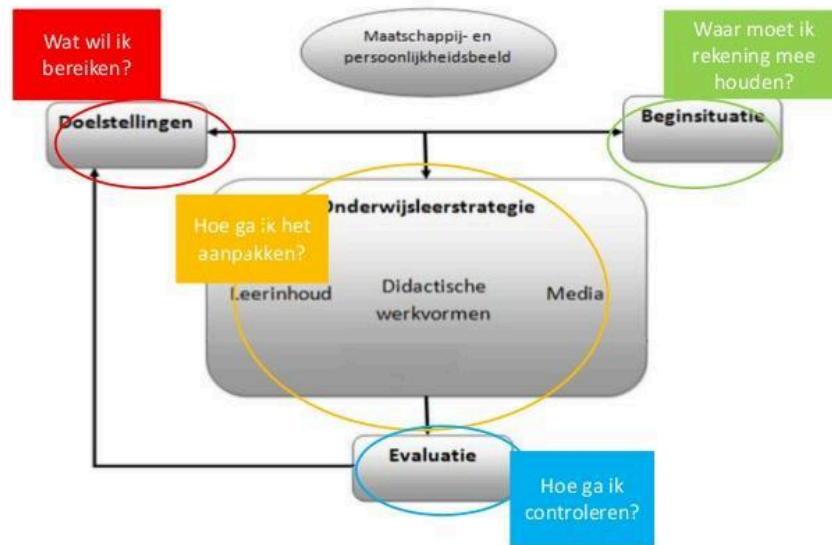 Wat wil ik
bereiken?
Maatschappij- en
persoonlijkheidsbeeld
Waar moet ik
rekening mee
houden?
Doelstellingen
Beginsituatie
Onderwijsleerstrategie
Hoe ga ik het
aanpakken?
Leerinhoud
Didactische
werkvormen
Media
Evaluatie
Hoe ga ik
controleren?